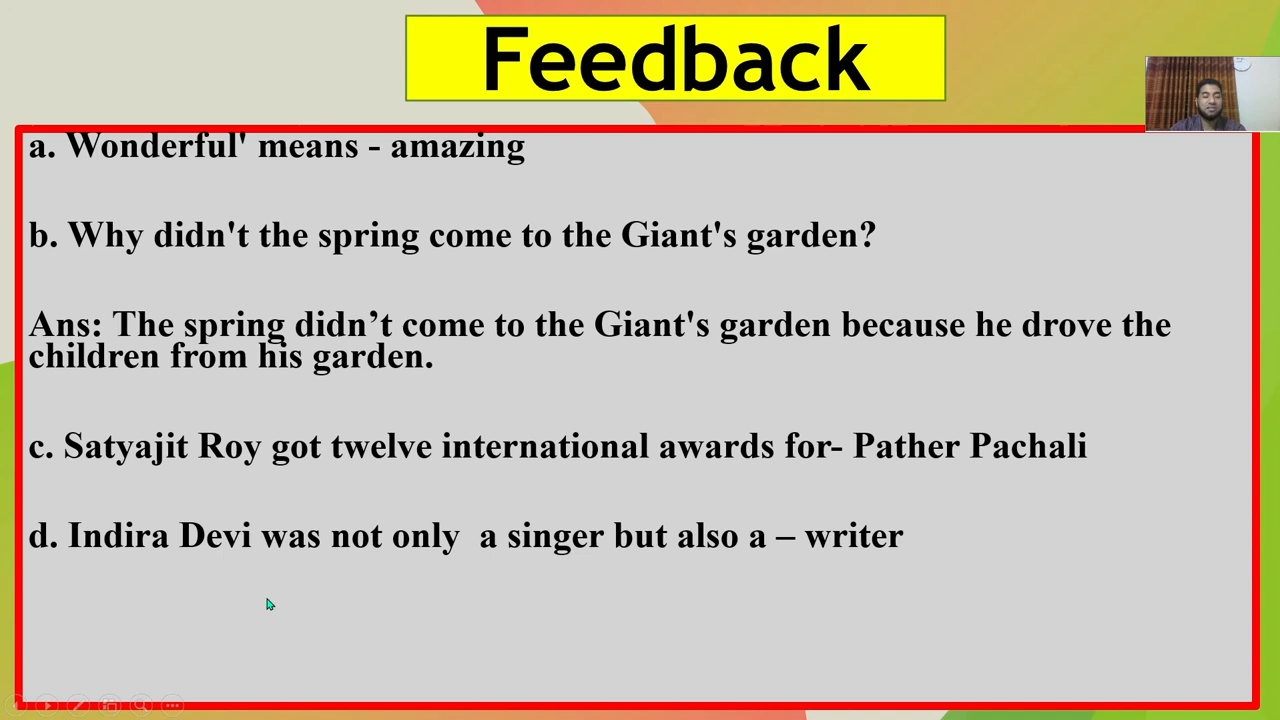 Feedback
a. Wonderful' means - amazing
b. Why didn't the spring come to the Giant's garden?
Ans: The spring didn’t come to the Giant's garden because he drove the
children from his garden.
c. Satyajit Roy got twelve international awards for- Pather Pachali
d. Indira Devi was not only  a singer but also a – writer